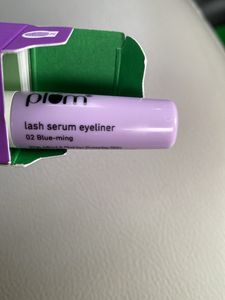 plum
lash serum eyeliner
02 Blue-ming